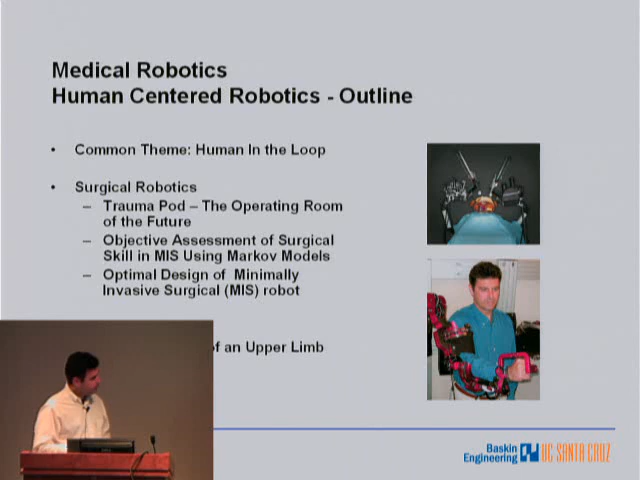 Medical Robotics
Human Centered Robotics - Outline
• Common Theme: Human In the Loop
• Surgical Robotics
– Trauma Pod – The Operating Room
of the Future
– Objective Assessment of Surgical
Skill in MIS Using Markov Models
– Optimal Design of Minimally
Invasive Surgical (MIS) robot
of an Upper Limb
Baskin
Engineering
UC SANTA CRUZ